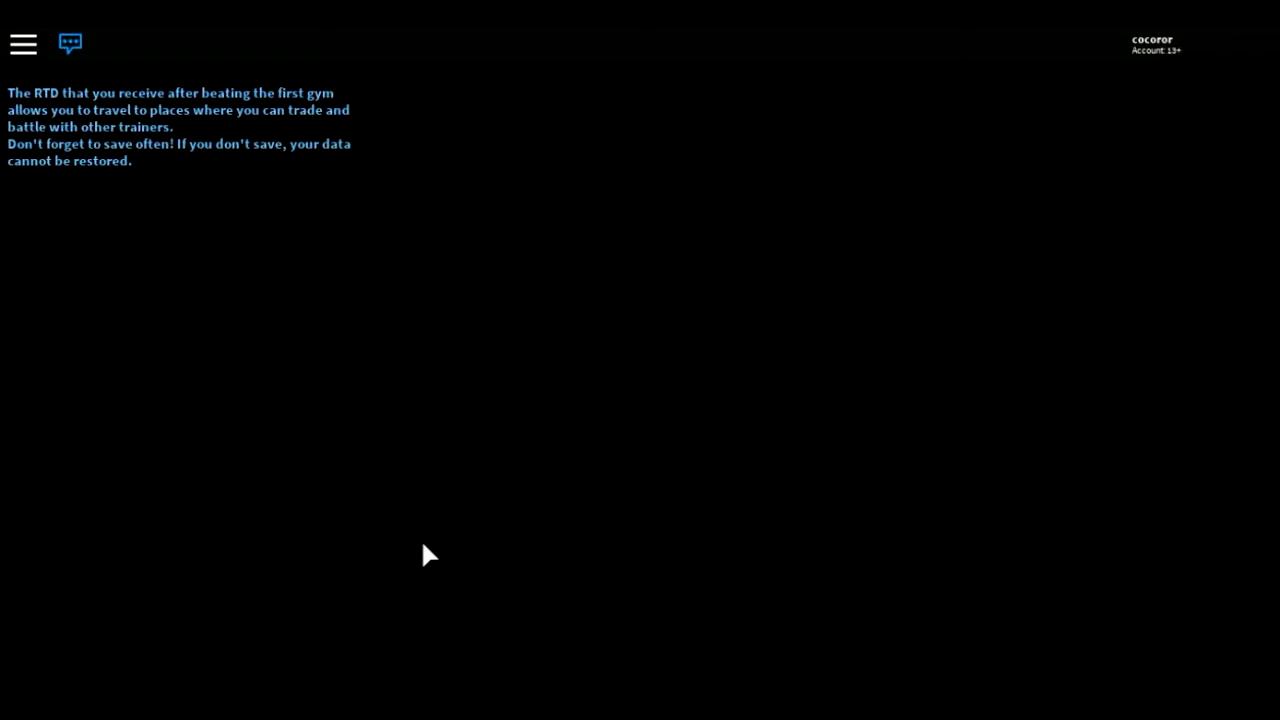 cocoror
Account: 13+
The RTD that you receive after beating the first gym
allows you to travel to places where you can trade and
battle with other trainers.
Don't forget to save often! If you don't save, your data
cannot be restored.